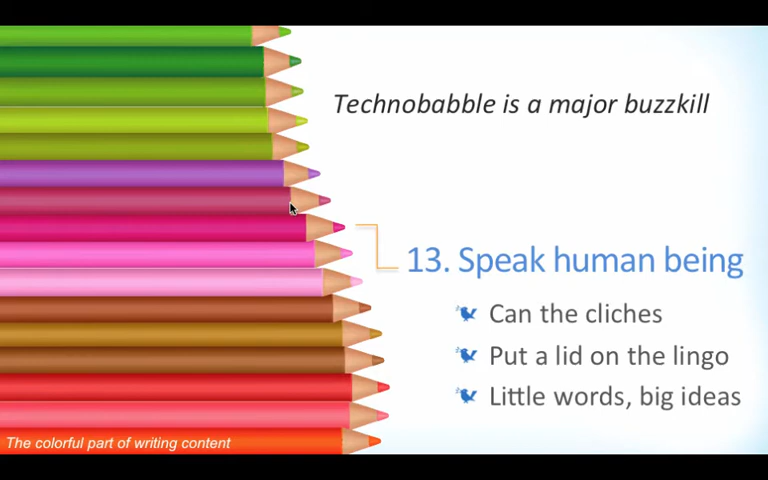 Technobabble is a major buzzkill
13. Speak human being
Can the cliches
Put a lid on the lingo
Little words, big ideas
The colorful part of writing content